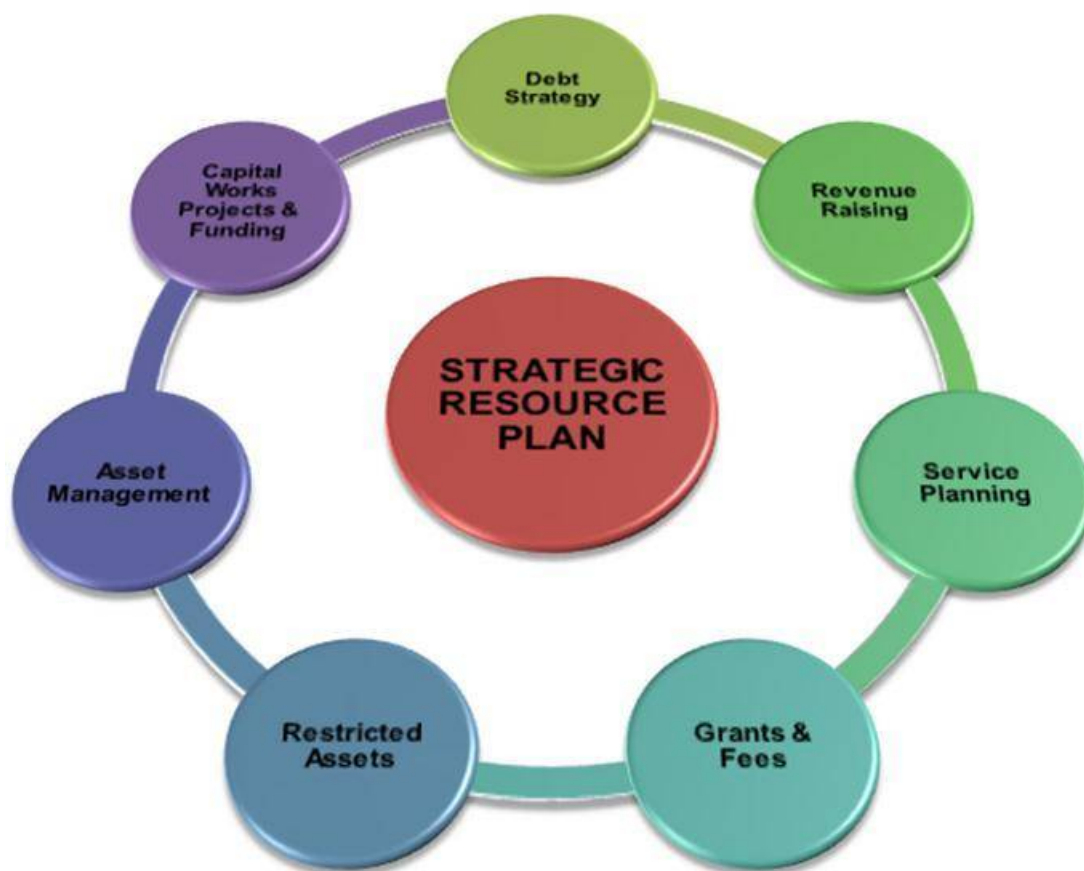 Debt
Strategy
Revenue
Raising
Service
Planning
Grants &
Fees
Restricted
Assets
Asset
Management
Capital
Works
Projects &
Funding
STRATEGIC
RESOURCE
PLAN